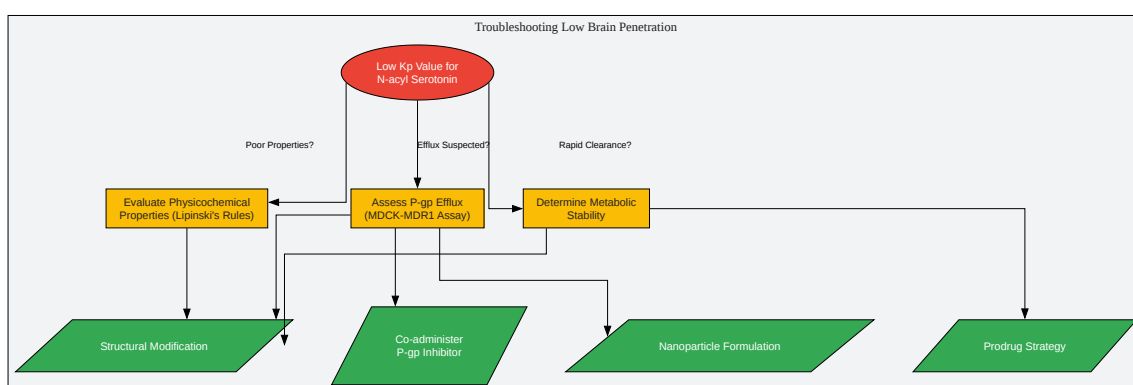 Troubleshooting Low Brain Penetration
Low Kp Value for
N-acyl Serotonin
Poor Properties?
Efflux Suspected?
Rapid Clearance?
Evaluate Physicochemical
Properties (Lipinski's Rules)
Assess P-gp Efflux
(MDCK-MDR1 Assay)
Determine Metabolic
Stability
Structural Modification
Co-administer
P-gp Inhibitor
Nanoparticle Formulation
Prodrug Strategy